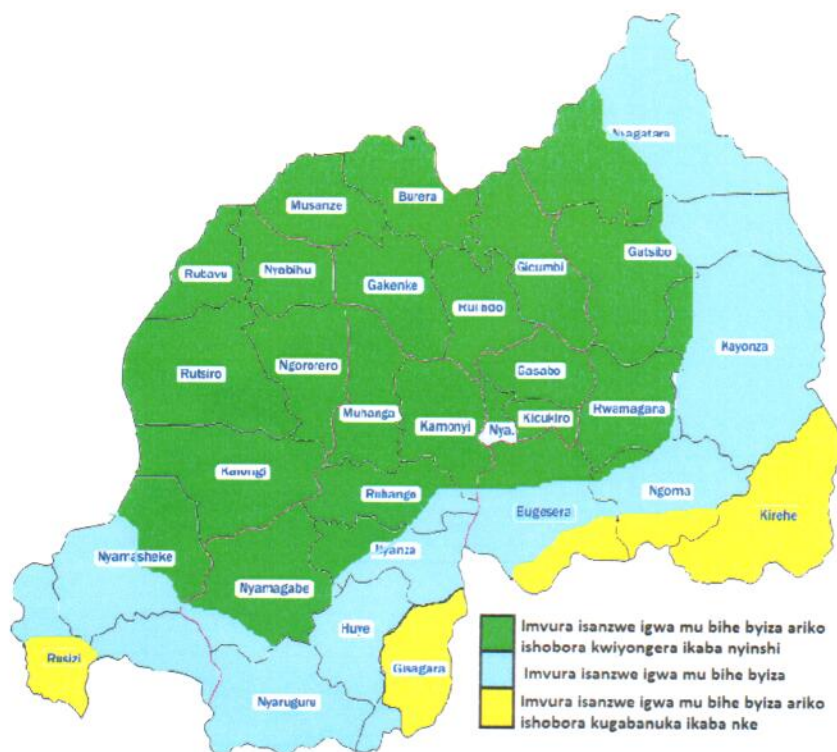 Nyagatara
Burera
Musanze
Gatsibo
Gicumbi
Rubavu
Nyabihu
Gakenke
Rulindo
Kayonza
Rutsiro
Ngororero
Gasabo
Muhanga
Rwamagana
Kicukiro
Kamonyi
Nya.
Karongi
Ruhango
Ngoma
Bugesera
Kirehe
Nyanza
Nyamasheke
Nyamagabe
Huye
Rusizi
Gisagara
Nyaruguru
Imvura isanzwe igwa mu bihe byiza ariko
ishobora kwiyongera ikaba nyinshi
Imvura isanzwe igwa mu bihe byiza
Imvura isanzwe igwa mu bihe byiza ariko
ishobora kugabanuka ikaba nke